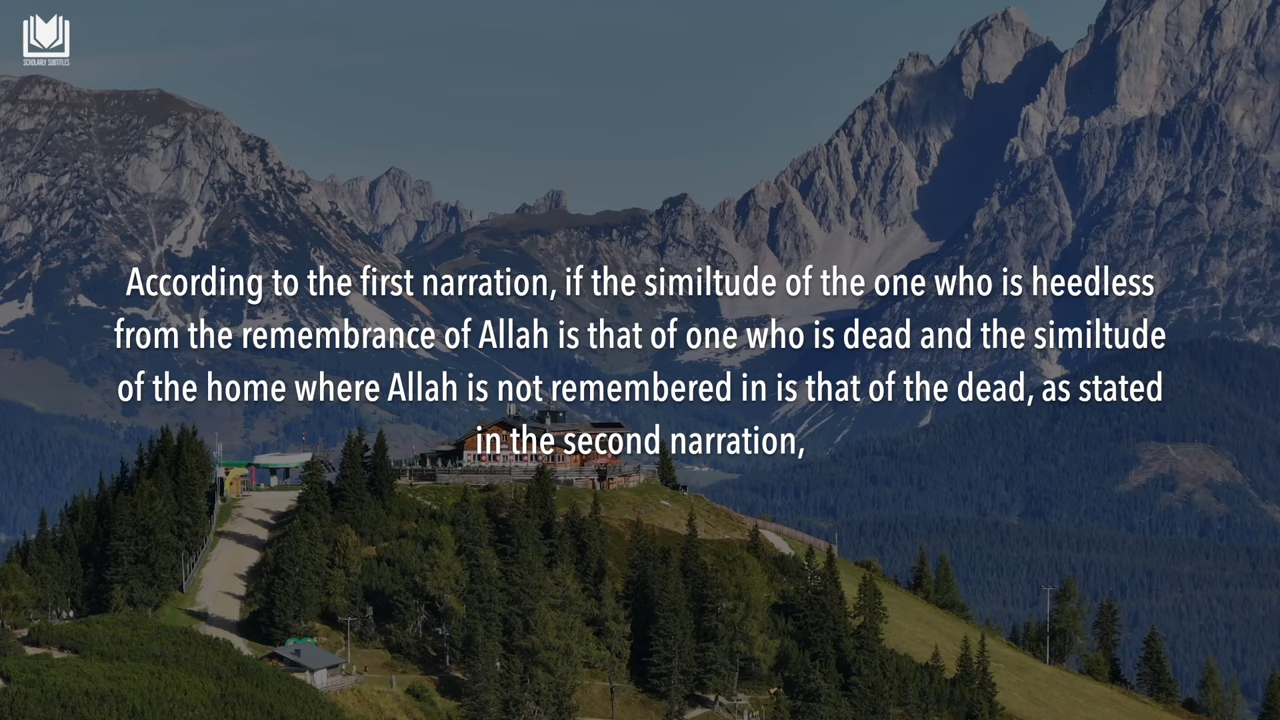 SCHOLARLY SUBTITLES
According to the first narration, if the similtude of the one who is heedless
from the remembrance of Allah is that of one who is dead and the similtude
of the home where Allah is not remembered in is that of the dead, as stated
in the second narration,